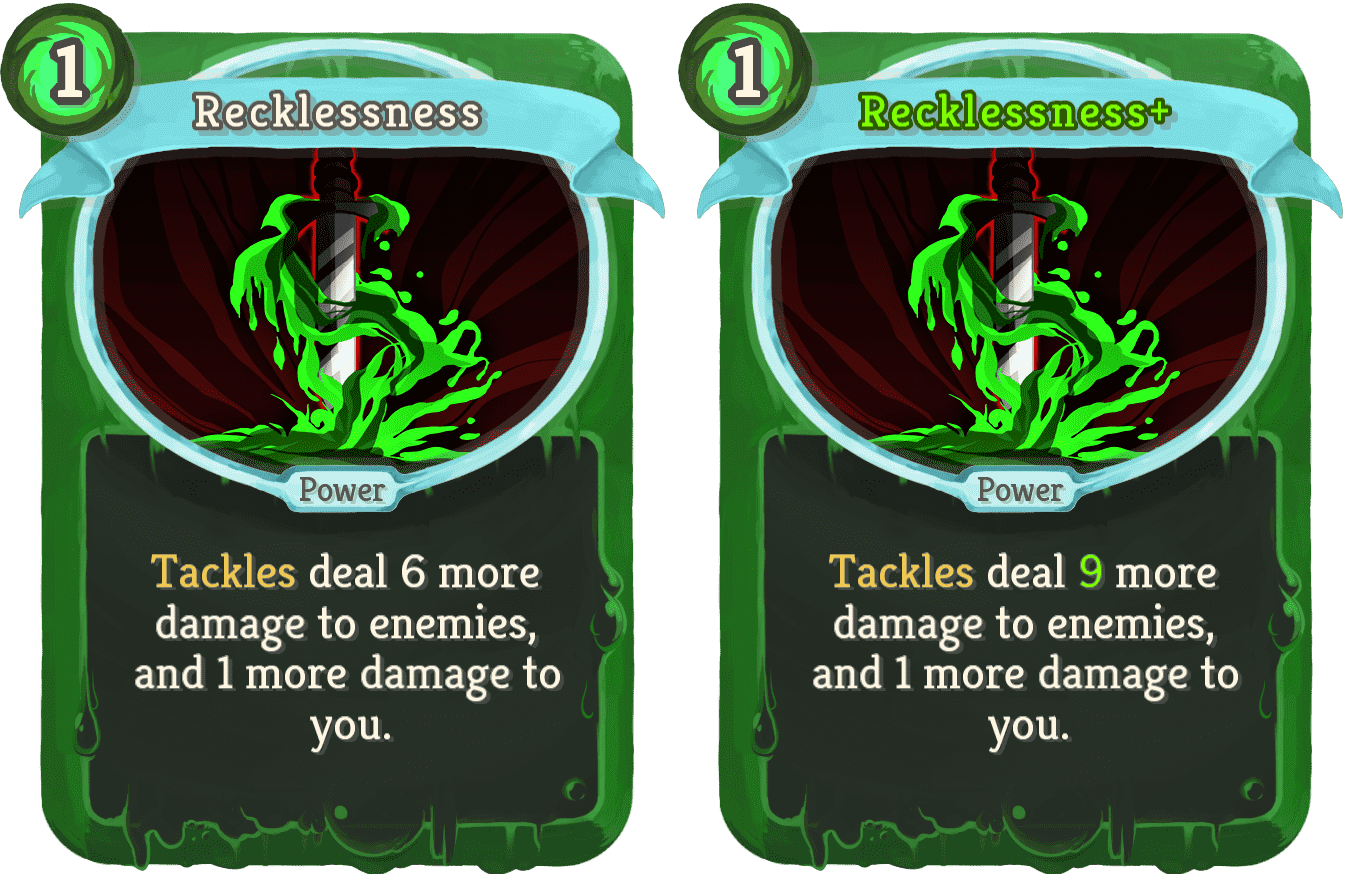 1
Recklessness
Power
Tackles deal 6 more
damage to enemies,
and 1 more damage to
you.
1
Recklessness+
Power
Tackles deal 9 more
damage to enemies,
and 1 more damage to
you.